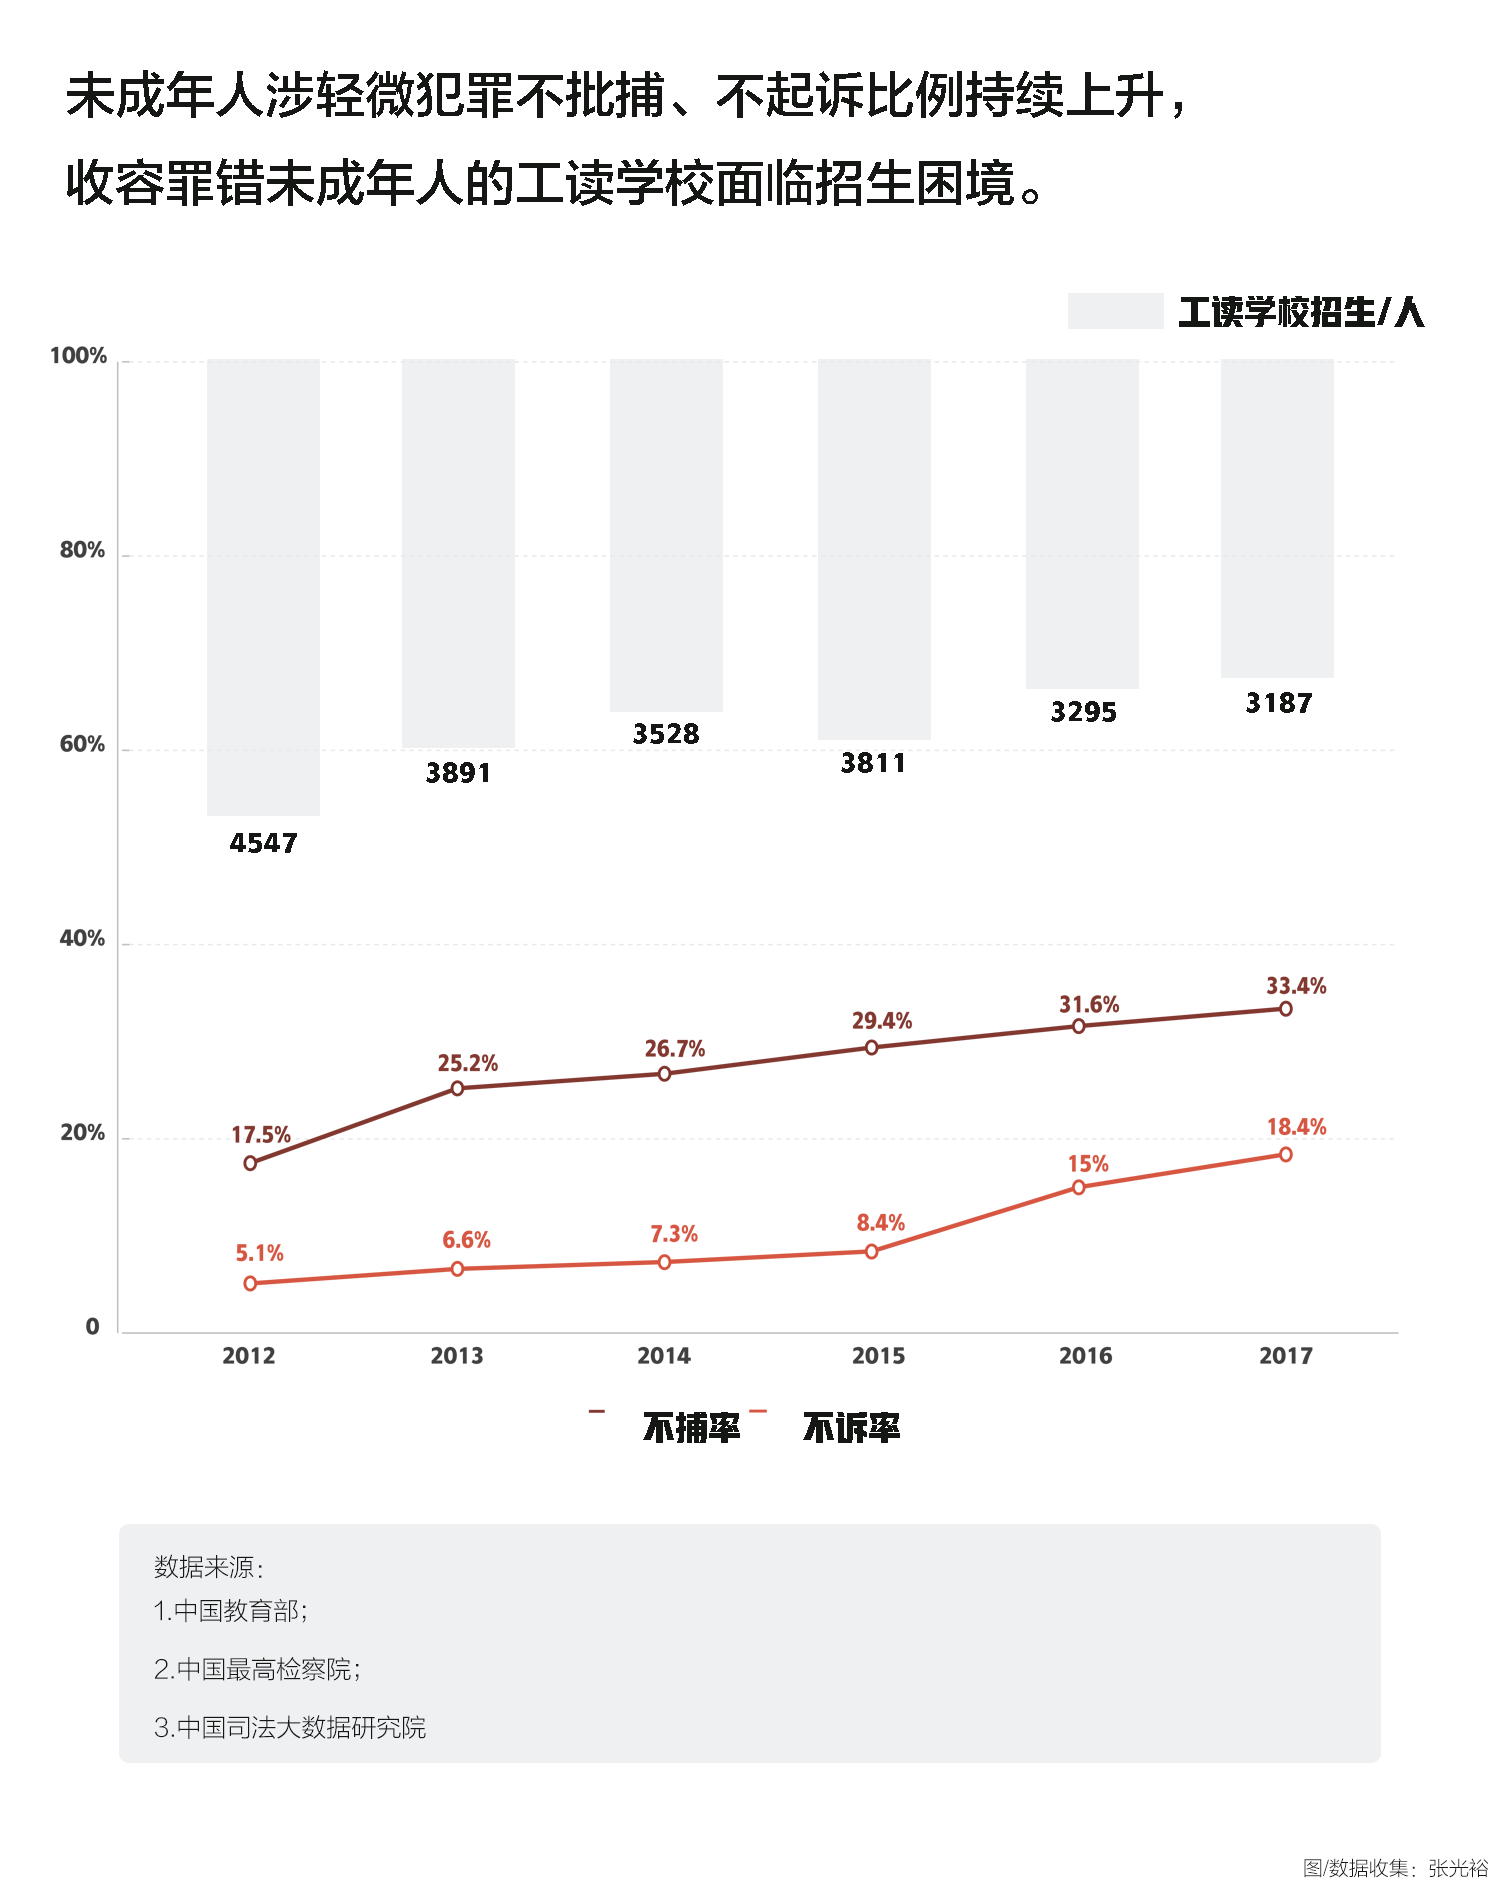 未成年人涉轻微犯罪不批捕、不起诉比例持续上升，
收容罪错未成年人的工读学校面临招生困境。
工读学校招生/人
100%
80%
60%
40%
20%
0
4547
3891
3528
3811
3295
3187
17.5%
25.2%
26.7%
29.4%
31.6%
33.4%
5.1%
6.6%
7.3%
8.4%
15%
18.4%
2012 2013 2014 2015 2016 2017
不捕率 不诉率
数据来源：
1.中国教育部；
2.中国最高检察院；
3.中国司法大数据研究院
图/数据收集：张光裕